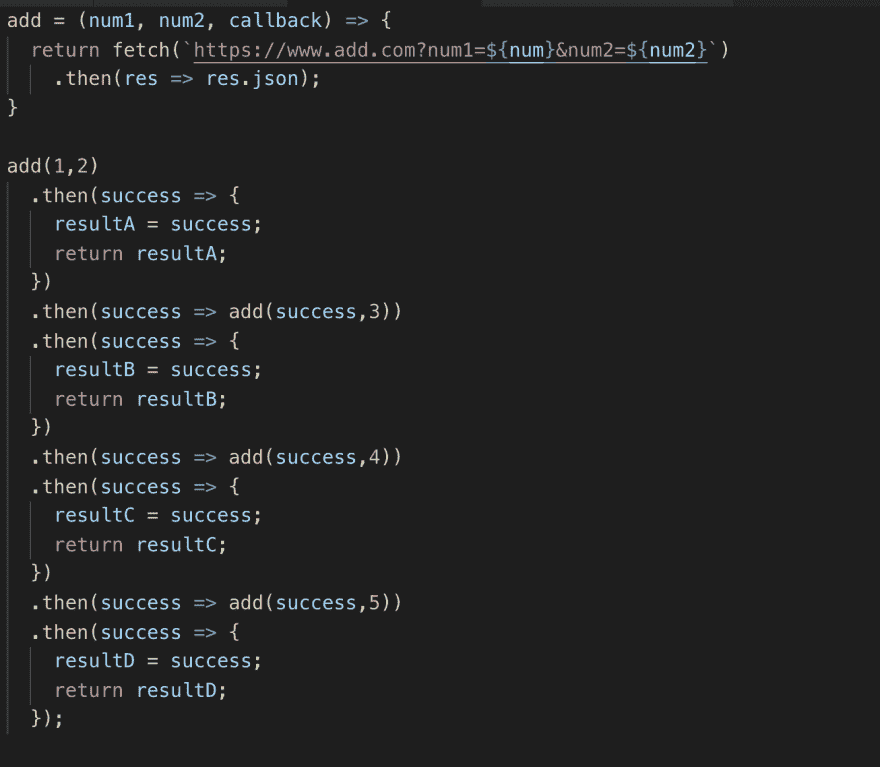 add = (num1, num2, callback) => {
  return fetch(`https://www.add.com?num1=${num}&num2=${num2}`)
    .then(res => res.json);
}

add(1,2)
  .then(success => {
    resultA = success;
    return resultA;
  })
  .then(success => add(success,3))
  .then(success => {
    resultB = success;
    return resultB;
  })
  .then(success => add(success,4))
  .then(success => {
    resultC = success;
    return resultC;
  })
  .then(success => add(success,5))
  .then(success => {
    resultD = success;
    return resultD;
  });